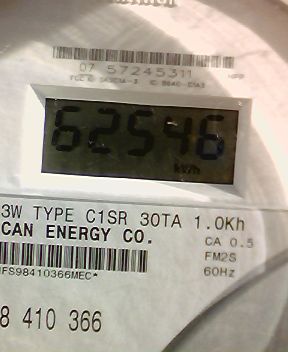 07 57245311
62546
kWh
3W TYPE C1SR 30TA 1.0Kh
CAN ENERGY CO.
CA 0.5
FM2S
60Hz
FS98410366MEC*
8 410 366